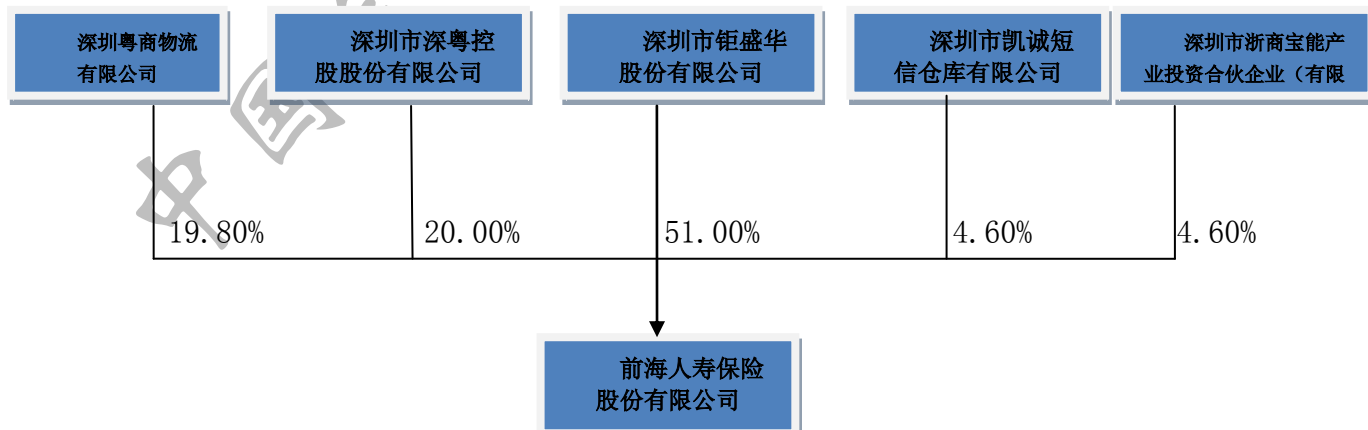 深圳粤商物流
有限公司
深圳市深粤控
股股份有限公司
深圳市钜盛华
股份有限公司
深圳市凯诚短
信仓库有限公司
深圳市浙商宝能产
业投资合伙企业（有限
19.80%
20.00%
51.00%
4.60%
4.60%
前海人寿保险
股份有限公司
中国